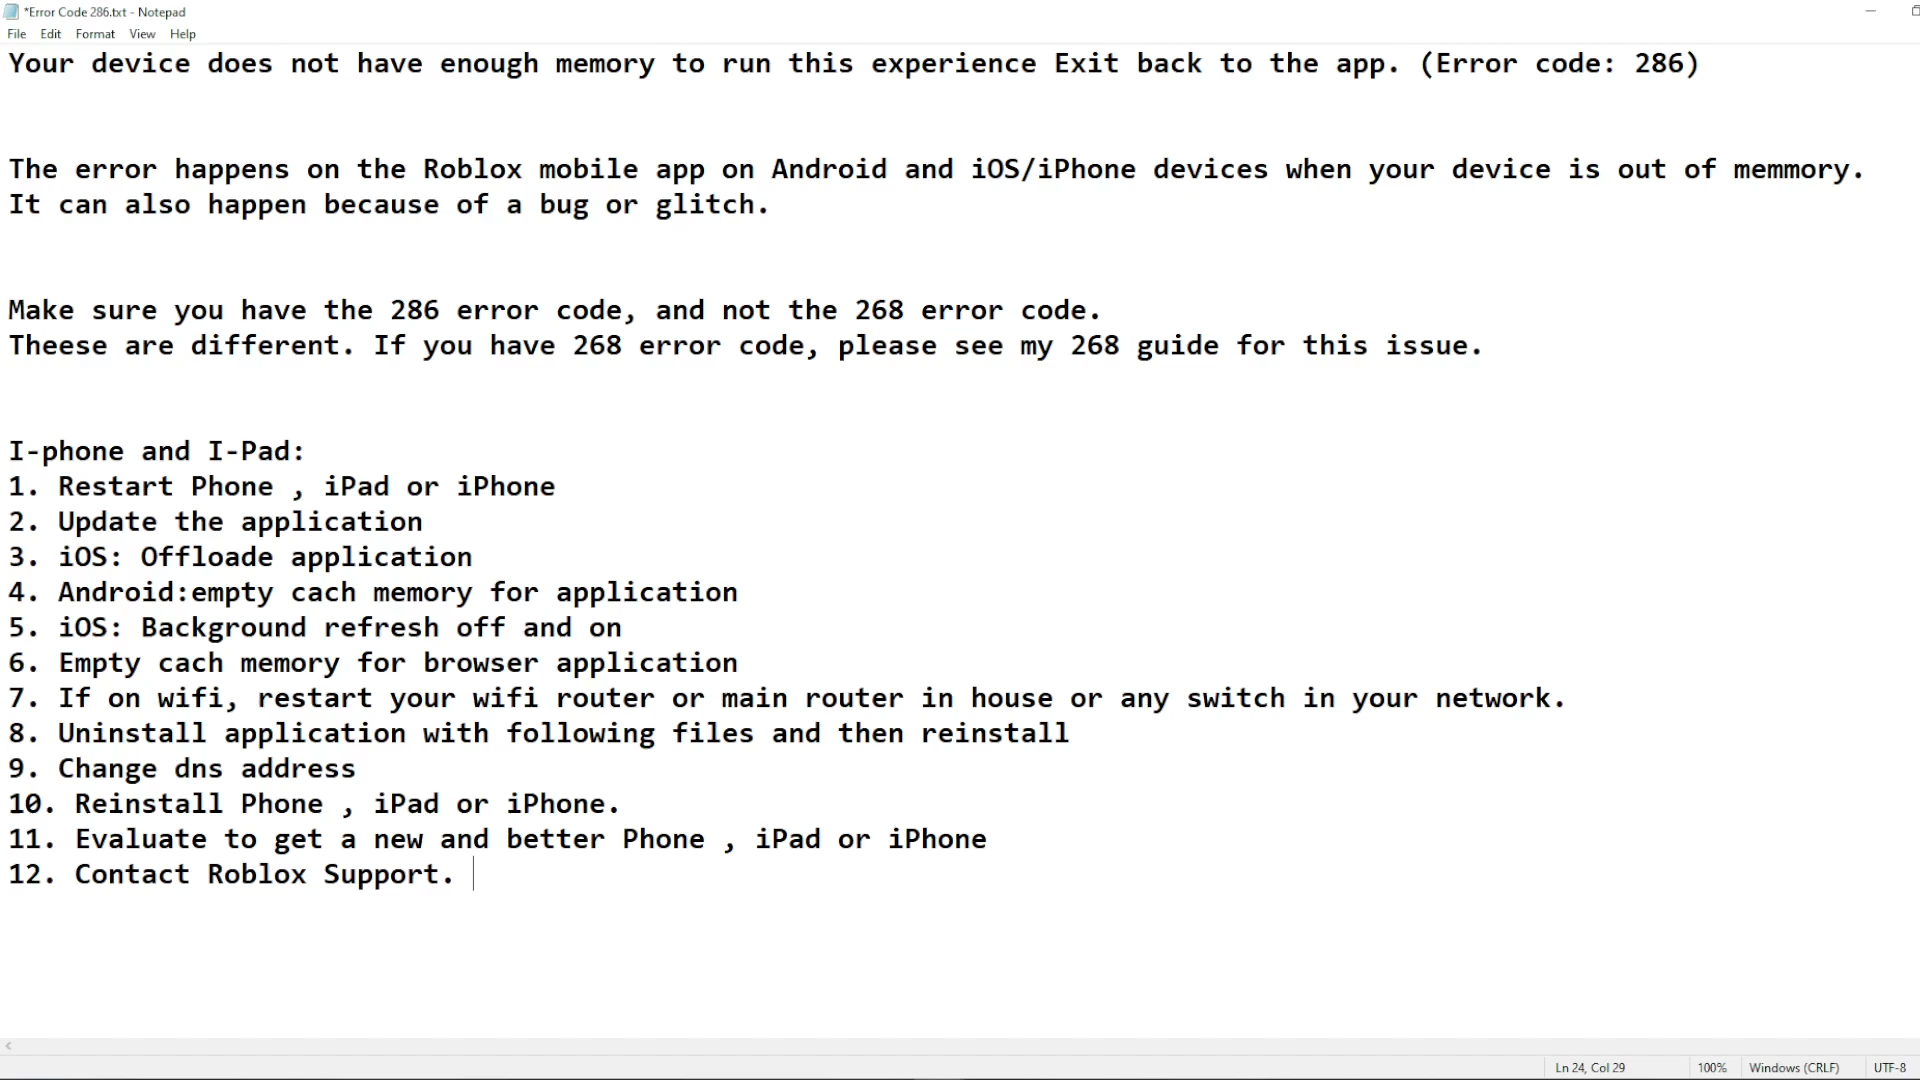 *Error Code 286.txt - Notepad
File Edit Format View Help
Your device does not have enough memory to run this experience Exit back to the app. (Error code: 286)
The error happens on the Roblox mobile app on Android and iOS/iPhone devices when your device is out of memmory.
It can also happen because of a bug or glitch.
Make sure you have the 286 error code, and not the 268 error code.
Theese are different. If you have 268 error code, please see my 268 guide for this issue.
I-phone and I-Pad:
1. Restart Phone , iPad or iPhone
2. Update the application
3. iOS: Offloade application
4. Android:empty cach memory for application
5. iOS: Background refresh off and on
6. Empty cach memory for browser application
7. If on wifi, restart your wifi router or main router in house or any switch in your network.
8. Uninstall application with following files and then reinstall
9. Change dns address
10. Reinstall Phone , iPad or iPhone.
11. Evaluate to get a new and better Phone , iPad or iPhone
12. Contact Roblox Support.
Ln 24, Col 29 100% Windows (CRLF) UTF-8